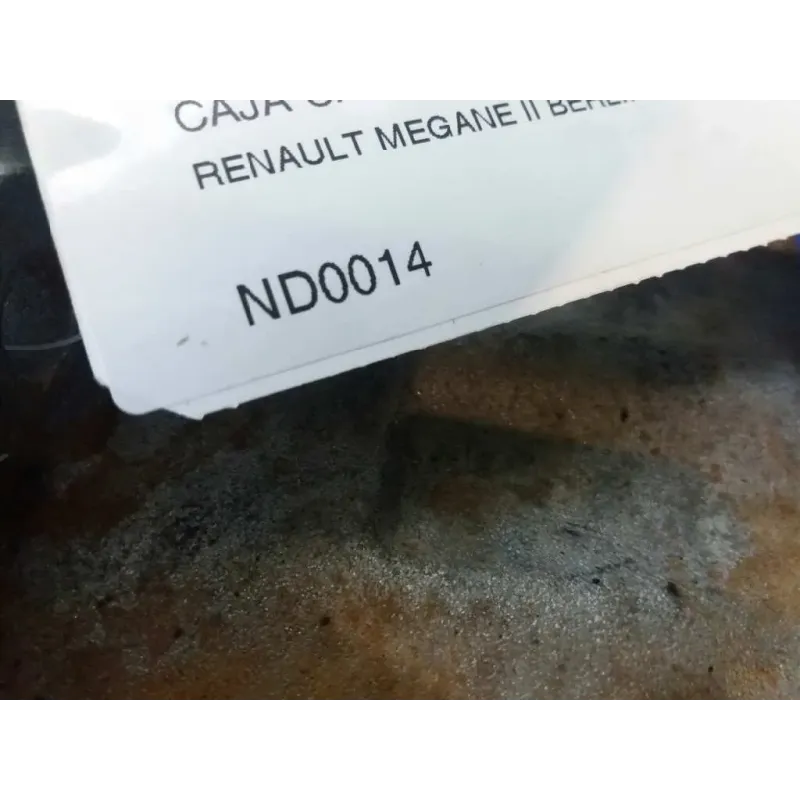 CAJA
RENAULT MEGANE II
ND0014